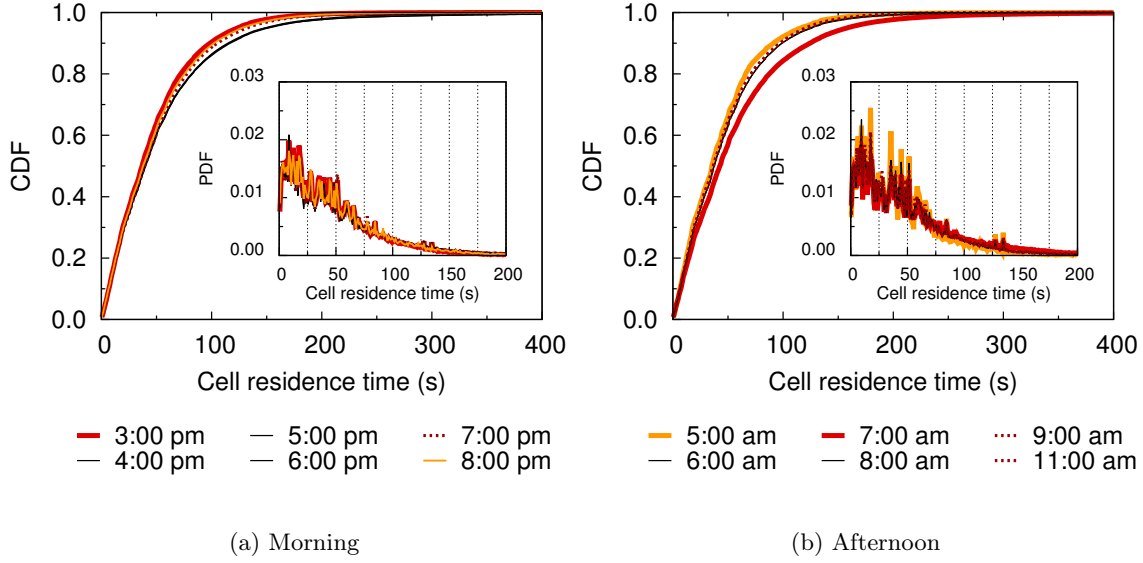 1.0
0.8
0.6
0.4
0.2
0.0
CDF
0 100 200 300 400
Cell residence time (s)
0.03
0.02
0.01
0.00
PDF
0 50 100 150 200
Cell residence time (s)
3:00 pm 5:00 pm 7:00 pm
4:00 pm 6:00 pm 8:00 pm
(a) Morning
1.0
0.8
0.6
0.4
0.2
0.0
CDF
0 100 200 300 400
Cell residence time (s)
0.03
0.02
0.01
0.00
PDF
0 50 100 150 200
Cell residence time (s)
5:00 am 7:00 am 9:00 am
6:00 am 8:00 am 11:00 am
(b) Afternoon